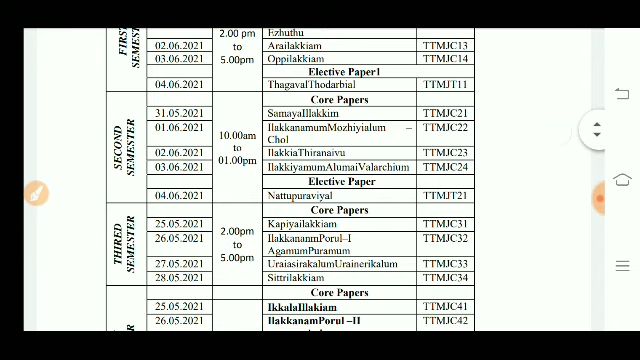 FIRST SEMEST
2.00 pm to 5.00pm
Ezhuthu
02.06.2021 Arailakkiam TTMJC13
03.06.2021 Oppilakkiam TTMJC14
Elective Paper1
04.06.2021 ThagavalThodarbial TTMJT11
SECOND SEMESTER
10.00am to 01.00pm
Core Papers
31.05.2021 SamayaIllakkim TTMJC21
01.06.2021 IlakkanamumMozhiyialum – Chol TTMJC22
02.06.2021 IlakkiaThiranaivu TTMJC23
03.06.2021 IlakkiyamumAlumaiValarchium TTMJC24
Elective Paper
04.06.2021 Nattupuraviyal TTMJT21
THIRED SEMESTER
2.00pm to 5.00pm
Core Papers
25.05.2021 Kapiyailakkiam TTMJC31
26.05.2021 IlakkananmPorul–I AgamumPuramum TTMJC32
27.05.2021 UraiasirakalumUrainerikalum TTMJC33
28.05.2021 Sittrilakkiam TTMJC34
Core Papers
25.05.2021 IkkalaIllakiam TTMJC41
26.05.2021 IlakkanamPorul –II TTMJC42